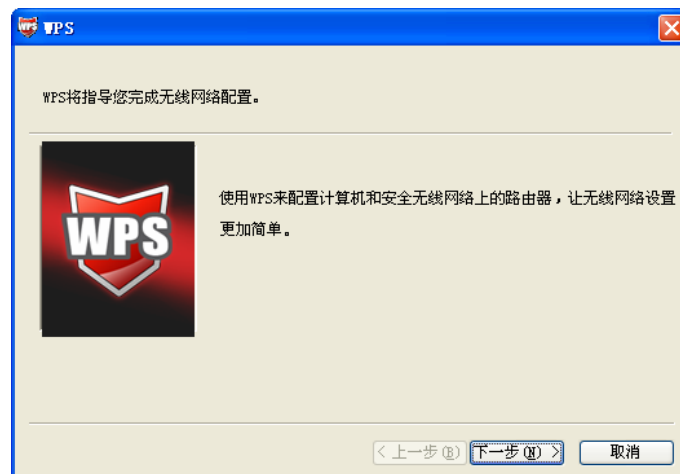 WPS
WPS将指导您完成无线网络配置。
WPS
使用WPS来配置计算机和安全无线网络上的路由器，让无线网络设置
更加简单。
< 上一步(B)
下一步(N) >
取消